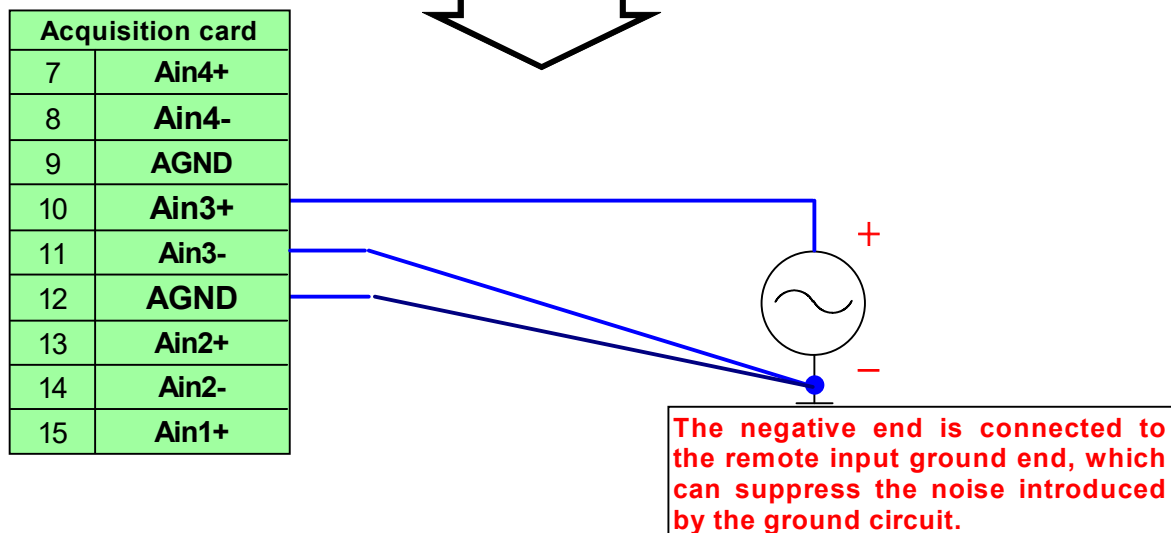 Acquisition card
7 Ain4+
8 Ain4-
9 AGND
10 Ain3+
11 Ain3-
12 AGND
13 Ain2+
14 Ain2-
15 Ain1+
+
−
The negative end is connected to
the remote input ground end, which
can suppress the noise introduced
by the ground circuit.